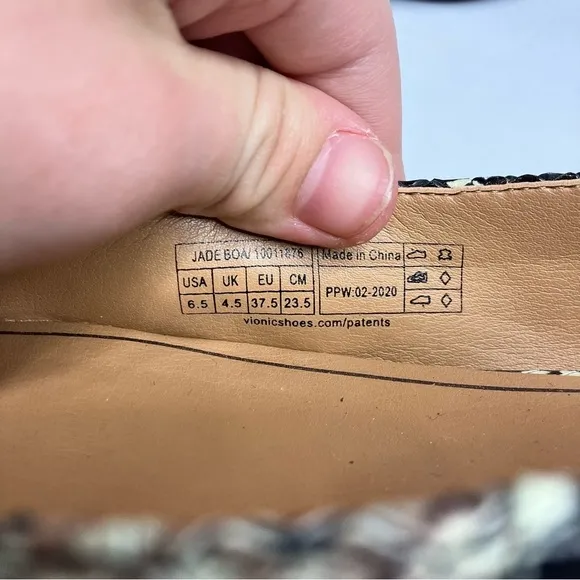 JADE BOA/ 10011876 Made in China
USA UK EU CM
6.5 4.5 37.5 23.5
PPW:02-2020
vionicshoes.com/patents